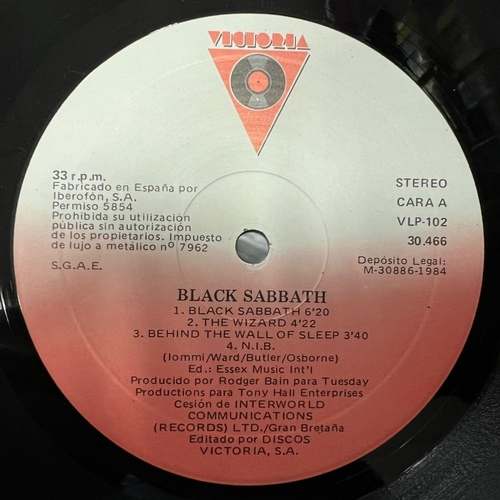 VICTORIA
33 r.p.m.
Fabricado en España por
Iberofón, S.A.
Permiso 5854
Prohibida su utilización
pública sin autorización
de los propietarios. Impuesto
de lujo a metálico nº 7962
S.G.A.E.
STEREO
CARA A
VLP-102
30.466
Depósito Legal:
M-30886-1984
BLACK SABBATH
1. BLACK SABBATH 6'20
2. THE WIZARD 4'22
3. BEHIND THE WALL OF SLEEP 3'40
4. N.I.B.
(Iommi/Ward/Butler/Osborne)
Ed.: Essex Music Int'l
Producido por Rodger Bain para Tuesday
Productions para Tony Hall Enterprises
Cesión de INTERWORLD
COMMUNICATIONS
(RECORDS) LTD./Gran Bretaña
Editado por DISCOS
VICTORIA, S.A.